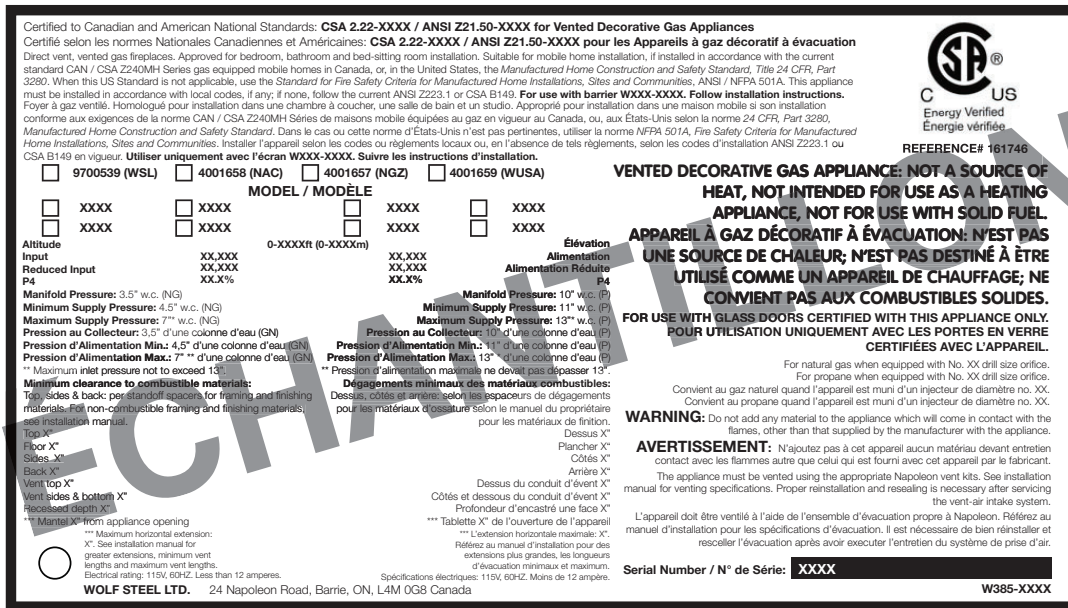 Certified to Canadian and American National Standards: CSA 2.22-XXXX / ANSI Z21.50-XXXX for Vented Decorative Gas Appliances
Certifié selon les normes Nationales Canadiennes et Américaines: CSA 2.22-XXXX / ANSI Z21.50-XXXX pour les Appareils à gaz décoratif à évacuation
Direct vent, vented gas fireplaces. Approved for bedroom, bathroom and bed-sitting room installation. Suitable for mobile home installation, if installed in accordance with the current
standard CAN / CSA Z240MH Series gas equipped mobile homes in Canada, or, in the United States, the Manufactured Home Construction and Safety Standard, Title 24 CFR, Part
3280. When this US Standard is not applicable, use the Standard for Fire Safety Criteria for Manufactured Home Installations, Sites and Communities, ANSI / NFPA 501A. This appliance
must be installed in accordance with local codes, if any; if none, follow the current ANSI Z223.1 or CSA B149. For use with barrier WXXX-XXXX. Follow installation instructions.
Foyer à gaz ventilé. Homologué pour installation dans une chambre à coucher, une salle de bain et un studio. Approprié pour installation dans une maison mobile si son installation
conforme aux exigences de la norme CAN / CSA Z240MH Séries de maisons mobile équipées au gaz en vigueur au Canada, ou, aux États-Unis selon la norme 24 CFR, Part 3280,
Manufactured Home Construction and Safety Standard. Dans le cas ou cette norme d'États-Unis n'est pas pertinentes, utiliser la norme NFPA 501A, Fire Safety Criteria for Manufactured
Home Installations, Sites and Communities. Installer l'appareil selon les codes ou règlements locaux ou, en l'absence de tels règlements, selon les codes d'installation ANSI Z223.1 ou
CSA B149 en vigueur. Utiliser uniquement avec l'écran WXXX-XXXX. Suivre les instructions d'installation.
9700539 (WSL) 4001658 (NAC) 4001657 (NGZ) 4001659 (WUSA)
MODEL / MODÈLE
XXXX XXXX XXXX XXXX
XXXX XXXX XXXX XXXX
Altitude 0-XXXXft (0-XXXXm) Élévation
Input XX,XXX XX,XXX Alimentation
Reduced Input XX,XXX XX,XXX Alimentation Réduite
P4 XX.X% XX.X% P4
Manifold Pressure: 3.5" w.c. (NG) Manifold Pressure: 10" w.c. (P)
Minimum Supply Pressure: 4.5" w.c. (NG) Minimum Supply Pressure: 11" w.c. (P)
Maximum Supply Pressure: 7"* w.c. (NG) Maximum Supply Pressure: 13"* w.c. (P)
Pression au Collecteur: 3,5" d'une colonne d'eau (GN) Pression au Collecteur: 10" d'une colonne d'eau (P)
Pression d'Alimentation Min.: 4,5" d'une colonne d'eau (GN) Pression d'Alimentation Min.: 11" d'une colonne d'eau (P)
Pression d'Alimentation Max.: 7" ** d'une colonne d'eau (GN) Pression d'Alimentation Max.: 13" * d'une colonne d'eau (P)
** Maximum inlet pressure not to exceed 13". ** Pression d'alimentation maximale ne devait pas dépasser 13".
Minimum clearance to combustible materials: Dégagements minimaux des matériaux combustibles:
Top, sides & back: per standoff spacers for framing and finishing Dessus, côtés et arrière: selon les espaceurs de dégagements
materials. For non-combustible framing and finishing materials, pour les matériaux d'ossature selon le manuel du propriétaire
see installation manual. pour les matériaux de finition.
Top X" Dessus X"
Floor X" Plancher X"
Sides X" Côtés X"
Back X" Arrière X"
Vent top X" Dessus du conduit d'évent X"
Vent sides & bottom X" Côtés et dessous du conduit d'évent X"
Recessed depth X" Profondeur d'encastré une face X"
*** Mantel X" from appliance opening *** Tablette X" de l'ouverture de l'appareil
*** Maximum horizontal extension: *** L'extension horizontale maximale: X".
X". See installation manual for Référez au manuel d'installation pour des
greater extensions, minimum vent extensions plus grandes, les longueurs
lengths and maximum vent lengths. d'évacation minimaux et maximum.
Electrical rating: 115V, 60HZ. Less than 12 amperes. Spécifications électriques: 115V, 60HZ. Moins de 12 ampère.
WOLF STEEL LTD. 24 Napoleon Road, Barrie, ON, L4M 0G8 Canada
CSA ®
C US
Energy Verified
Énergie vérifiée
REFERENCE# 161746
VENTED DECORATIVE GAS APPLIANCE: NOT A SOURCE OF
HEAT, NOT INTENDED FOR USE AS A HEATING
APPLIANCE, NOT FOR USE WITH SOLID FUEL.
APPAREIL À GAZ DÉCORATIF À ÉVACUATION: N'EST PAS
UNE SOURCE DE CHALEUR; N'EST PAS DESTINÉ À ÈTRE
UTILISÉ COMME UN APPAREIL DE CHAUFFAGE; NE
CONVIENT PAS AUX COMBUSTIBLES SOLIDES.
FOR USE WITH GLASS DOORS CERTIFIED WITH THIS APPLIANCE ONLY.
POUR UTILISATION UNIQUEMENT AVEC LES PORTES EN VERRE
CERTIFIÉES AVEC L'APPAREIL.
For natural gas when equipped with No. XX drill size orifice.
For propane when equipped with No. XX drill size orifice.
Convient au gaz naturel quand l'appareil est muni d'un injecteur de diamètre no. XX.
Convient au propane quand l'appareil est muni d'un injecteur de diamètre no. XX.
WARNING: Do not add any material to the appliance which will come in contact with the
flames, other than that supplied by the manufacturer with the appliance.
AVERTISSEMENT: N'ajoutez pas à cet appareil aucun matériau devant entretien
contact avec les flammes autre que celui qui est fourni avec cet appareil par le fabricant.
The appliance must be vented using the appropriate Napoleon vent kits. See installation
manual for venting specifications. Proper reinstallation and resealing is necessary after servicing
the vent-air intake system.
L'appareil doit être ventilé à l'aide de l'ensemble d'évacation propre à Napoleon. Référez au
manuel d'installation pour les spécifications d'évacuation. Il est nécessaire de bien réinstaller et
resceller l'évacuation après avoir executer l'entretien du système de prise d'air.
Serial Number / N° de Série: XXXX
W385-XXXX
ÉCHANTILLON